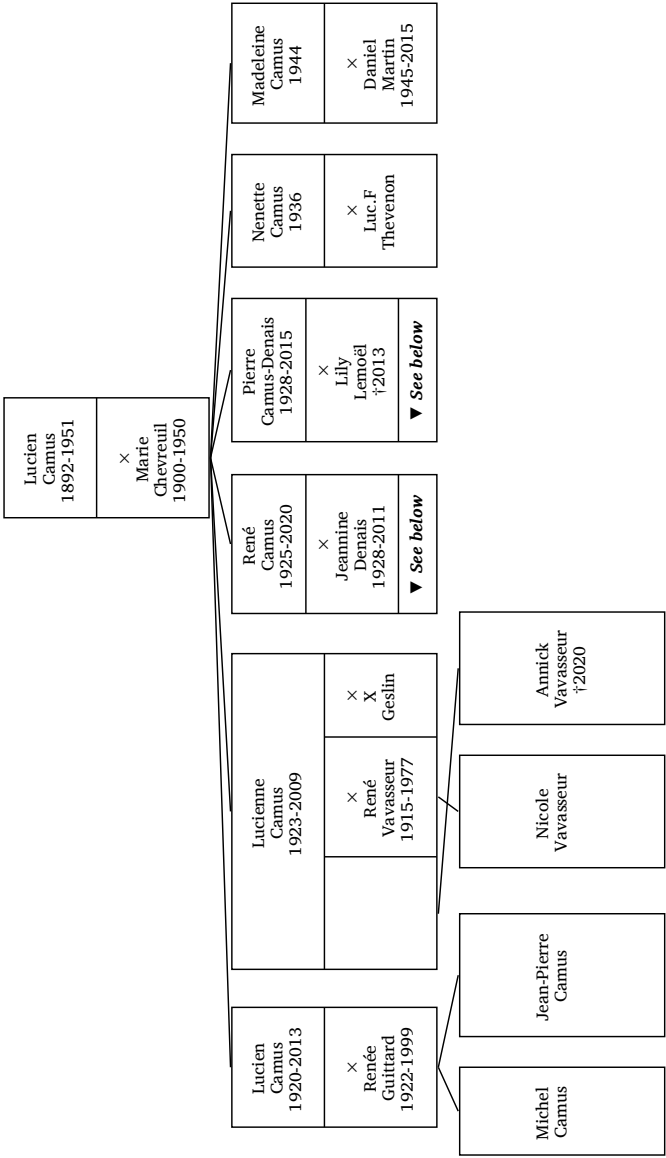 Lucien
Camus
1892-1951
×
Marie
Chevreuil
1900-1950
Lucien
Camus
1920-2013
×
Renée
Guittard
1922-1999
Lucienne
Camus
1923-2009
×
René
Vavasseur
1915-1977
×
X
Geslin
René
Camus
1925-2020
×
Jeannine
Denais
1928-2011
▼ See below
Pierre
Camus-Denais
1928-2015
×
Lily
Lemoël
†2013
▼ See below
Nenette
Camus
1936
×
Luc.F
Thevenon
Madeleine
Camus
1944
×
Daniel
Martin
1945-2015
Michel
Camus
Jean-Pierre
Camus
Nicole
Vavasseur
Annick
Vavasseur
†2020